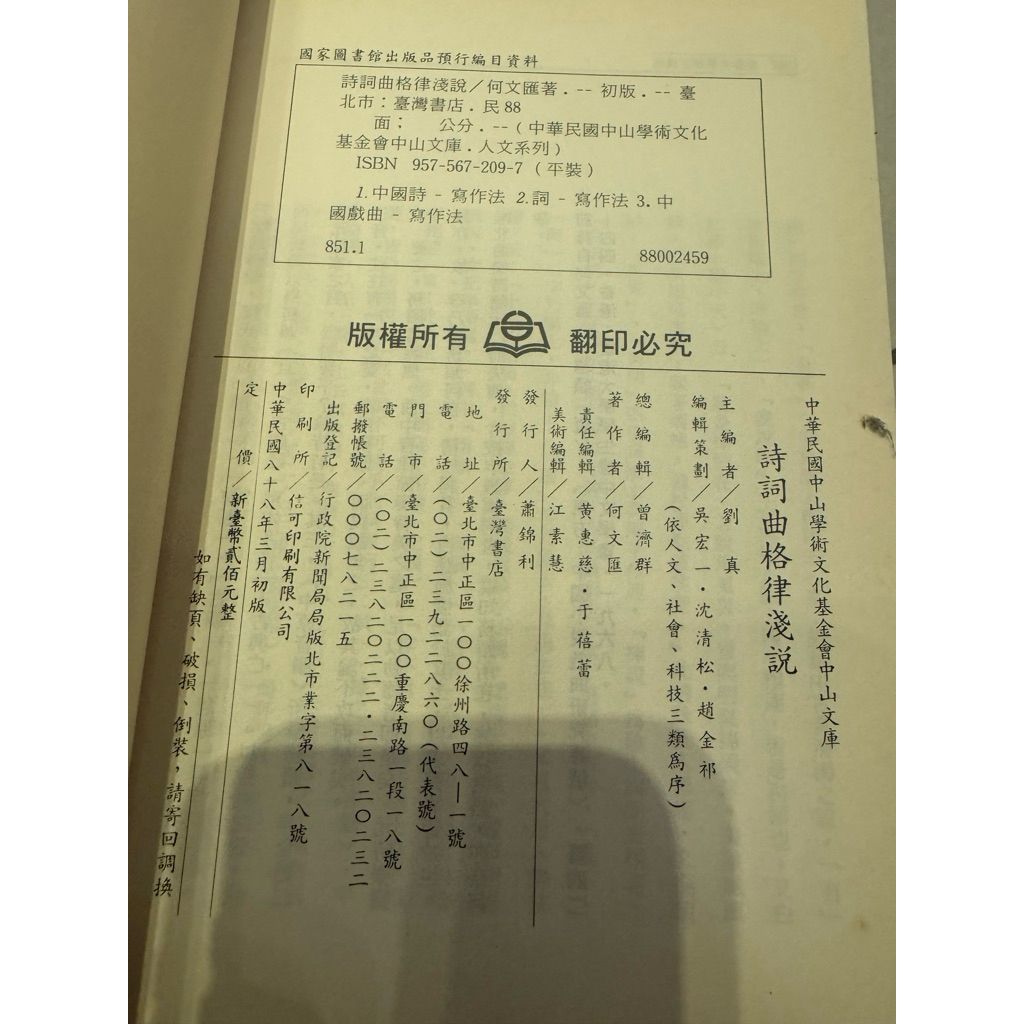 國家圖書館出版品預行編目資料
詩詞曲格律淺說／何文匯著．-- 初版．-- 臺
北市：臺灣書店．民88
面；　公分．--（中華民國中山學術文化
基金會中山文庫．人文系列）
ISBN 957-567-209-7（平裝）
1.中國詩－寫作法 2.詞－寫作法 3.中
國戲曲－寫作法
851.1　88002459
版權所有　翻印必究
中華民國中山學術文化基金會中山文庫
詩詞曲格律淺說
主編者／劉真
編輯策劃／吳宏一・沈清松・趙金祁
（依人文、社會、科技三類為序）
總編輯／曾濟群
著作者／何文匯
責任編輯／黃惠慈・于蓓蕾
美術編輯／江素慧
發行人／蕭錦利
發行所／臺灣書店
地址／臺北市中正區一〇〇徐州路四八—一號
電話／（〇二）二三九二二八六〇（代表號）
門市／臺北市中正區一〇〇重慶南路一段一八號
電話／（〇二）二三八二〇二二二・二三八二〇二三二
郵撥帳號／〇〇〇七八二一五
出版登記／行政院新聞局局版北市業字第八一八號
印刷所／信可印刷有限公司
中華民國八十八年三月初版
定價／新臺幣貳佰元整
如有缺頁、破損、倒裝，請寄回調換